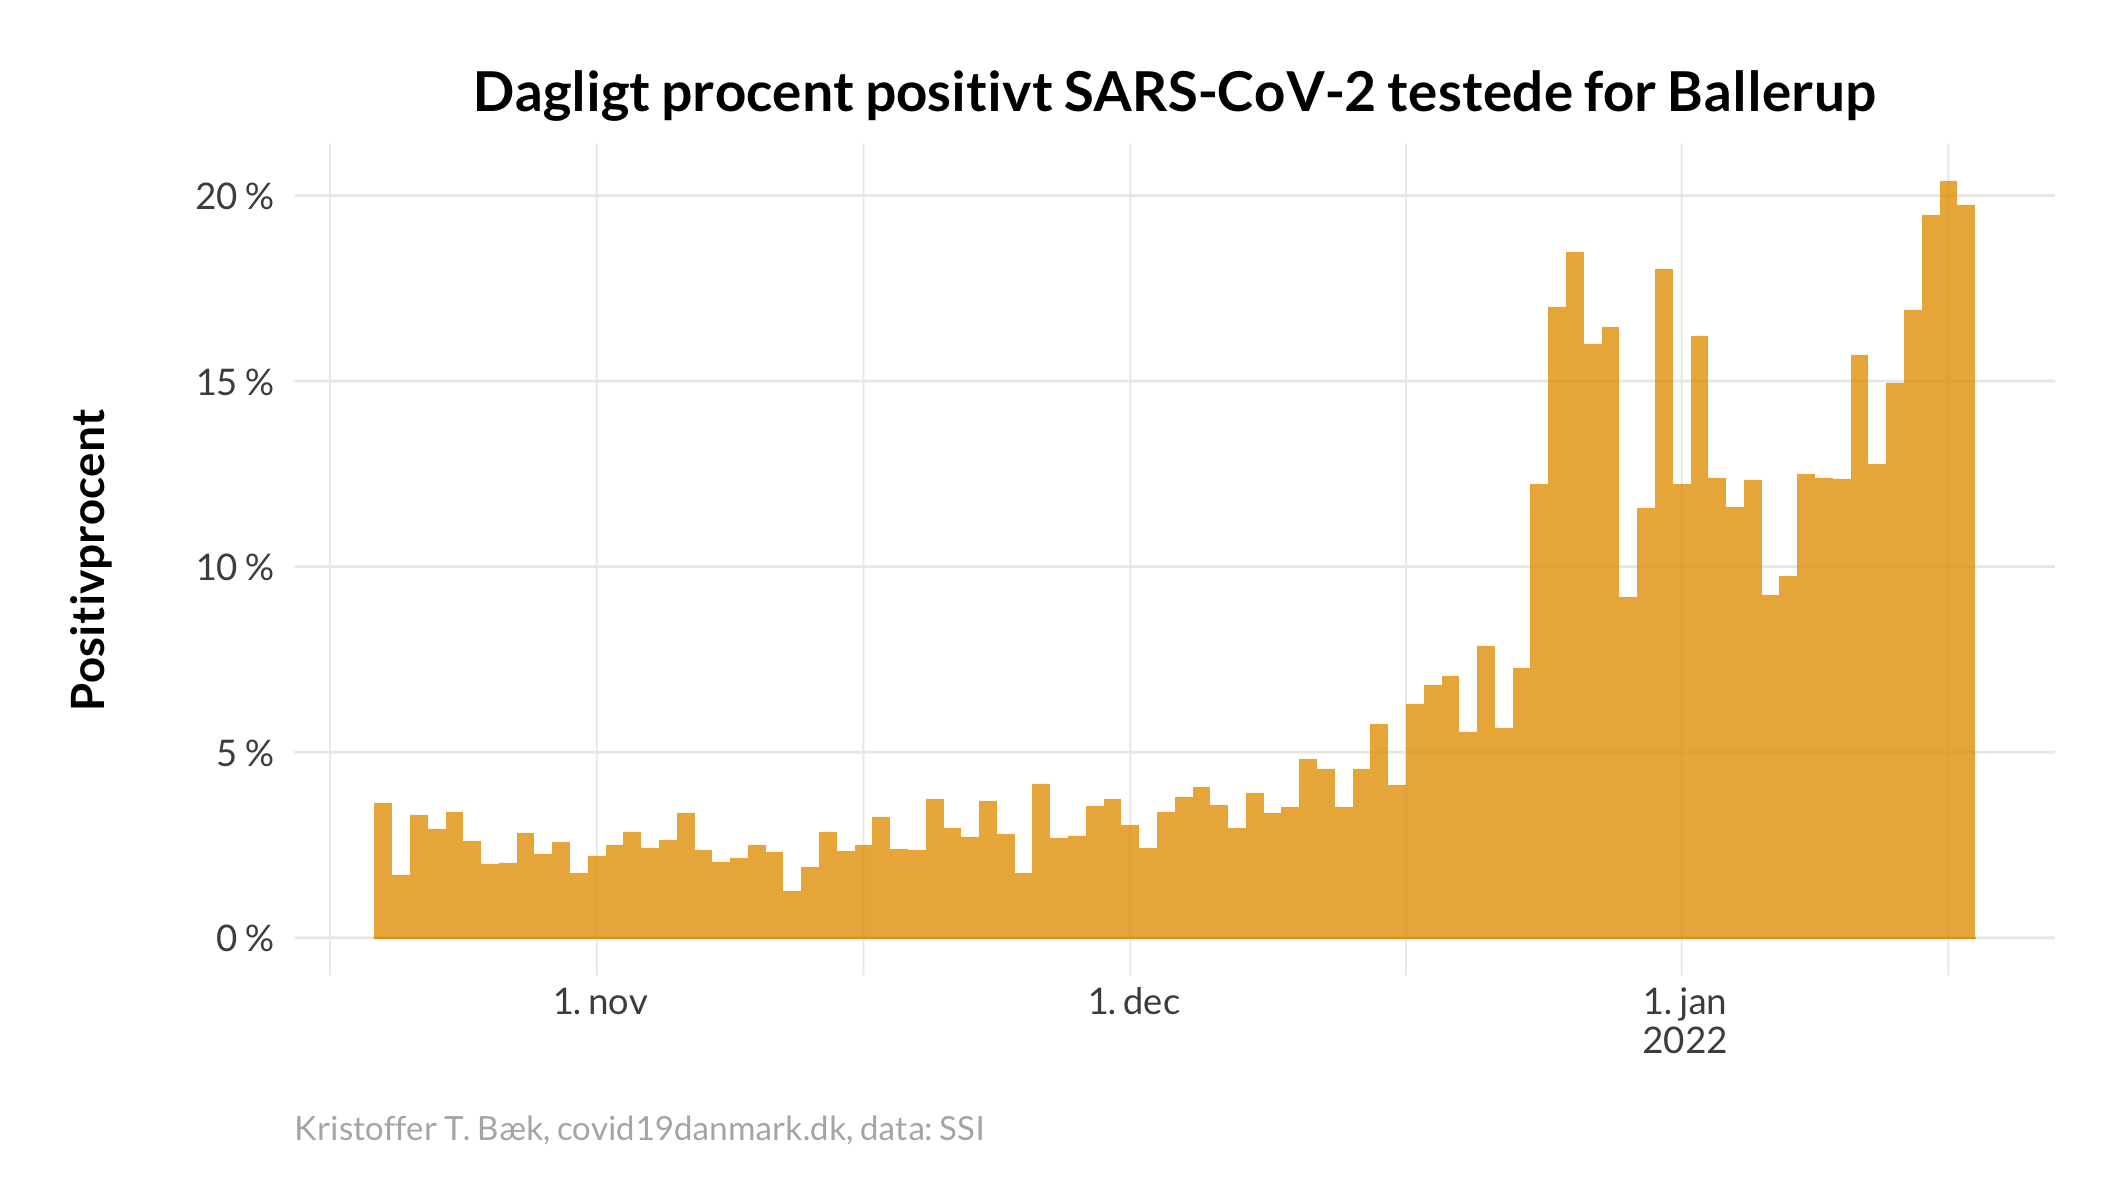 Dagligt procent positivt SARS-CoV-2 testede for Ballerup
Positivprocent
20 %
15 %
10 %
5 %
0 %
1. nov
1. dec
1. jan
2022
Kristoffer T. Bæk, covid19danmark.dk, data: SSI